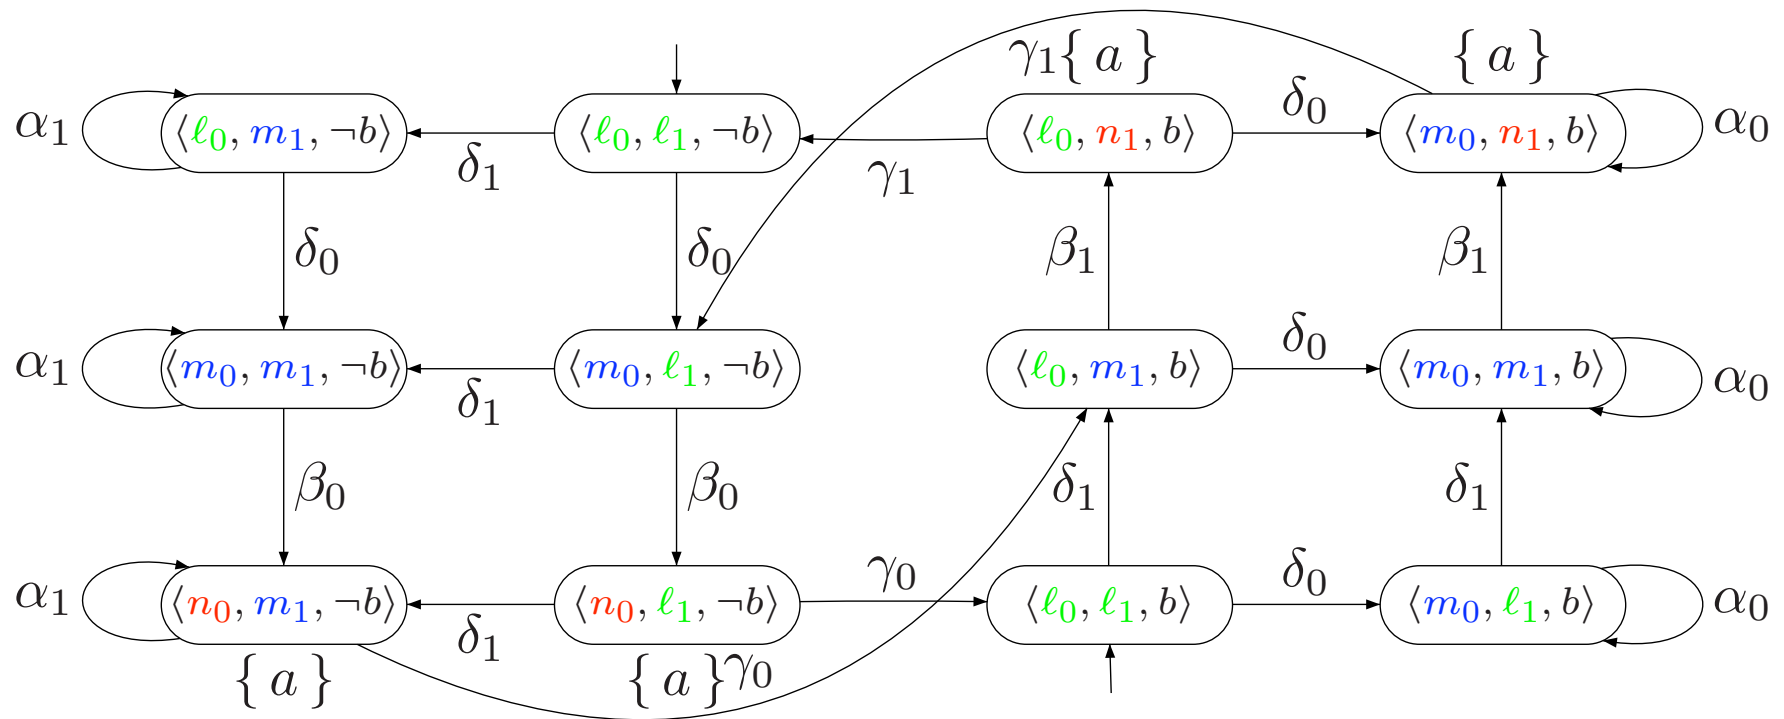 γ₁{ a } { a }
α₁ ⟨ℓ₀, m₁, ¬b⟩ ⟨ℓ₀, ℓ₁, ¬b⟩ ⟨ℓ₀, n₁, b⟩ δ₀ ⟨m₀, n₁, b⟩ α₀
δ₁ γ₁
δ₀ δ₀ β₁ β₁
α₁ ⟨m₀, m₁, ¬b⟩ ⟨m₀, ℓ₁, ¬b⟩ ⟨ℓ₀, m₁, b⟩ δ₀ ⟨m₀, m₁, b⟩ α₀
δ₁
β₀ β₀ δ₁ δ₁
α₁ ⟨n₀, m₁, ¬b⟩ ⟨n₀, ℓ₁, ¬b⟩ γ₀ ⟨ℓ₀, ℓ₁, b⟩ δ₀ ⟨m₀, ℓ₁, b⟩ α₀
δ₁
{ a } { a }γ₀